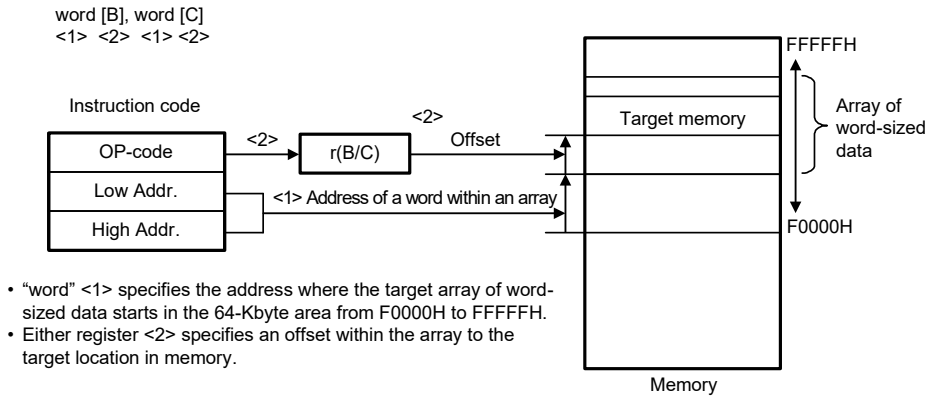 word [B], word [C]
<1> <2> <1> <2>
FFFFFH
Instruction code
Array of
word-sized
data
<2>
Target memory
OP-code
<2>
r(B/C)
Offset
Low Addr.
<1> Address of a word within an array
High Addr.
F0000H
• “word” <1> specifies the address where the target array of word-
sized data starts in the 64-Kbyte area from F0000H to FFFFFH.
• Either register <2> specifies an offset within the array to the
target location in memory.
Memory